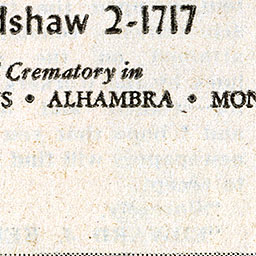 dshaw 2-1717
Crematory in
S • ALHAMBRA • MON